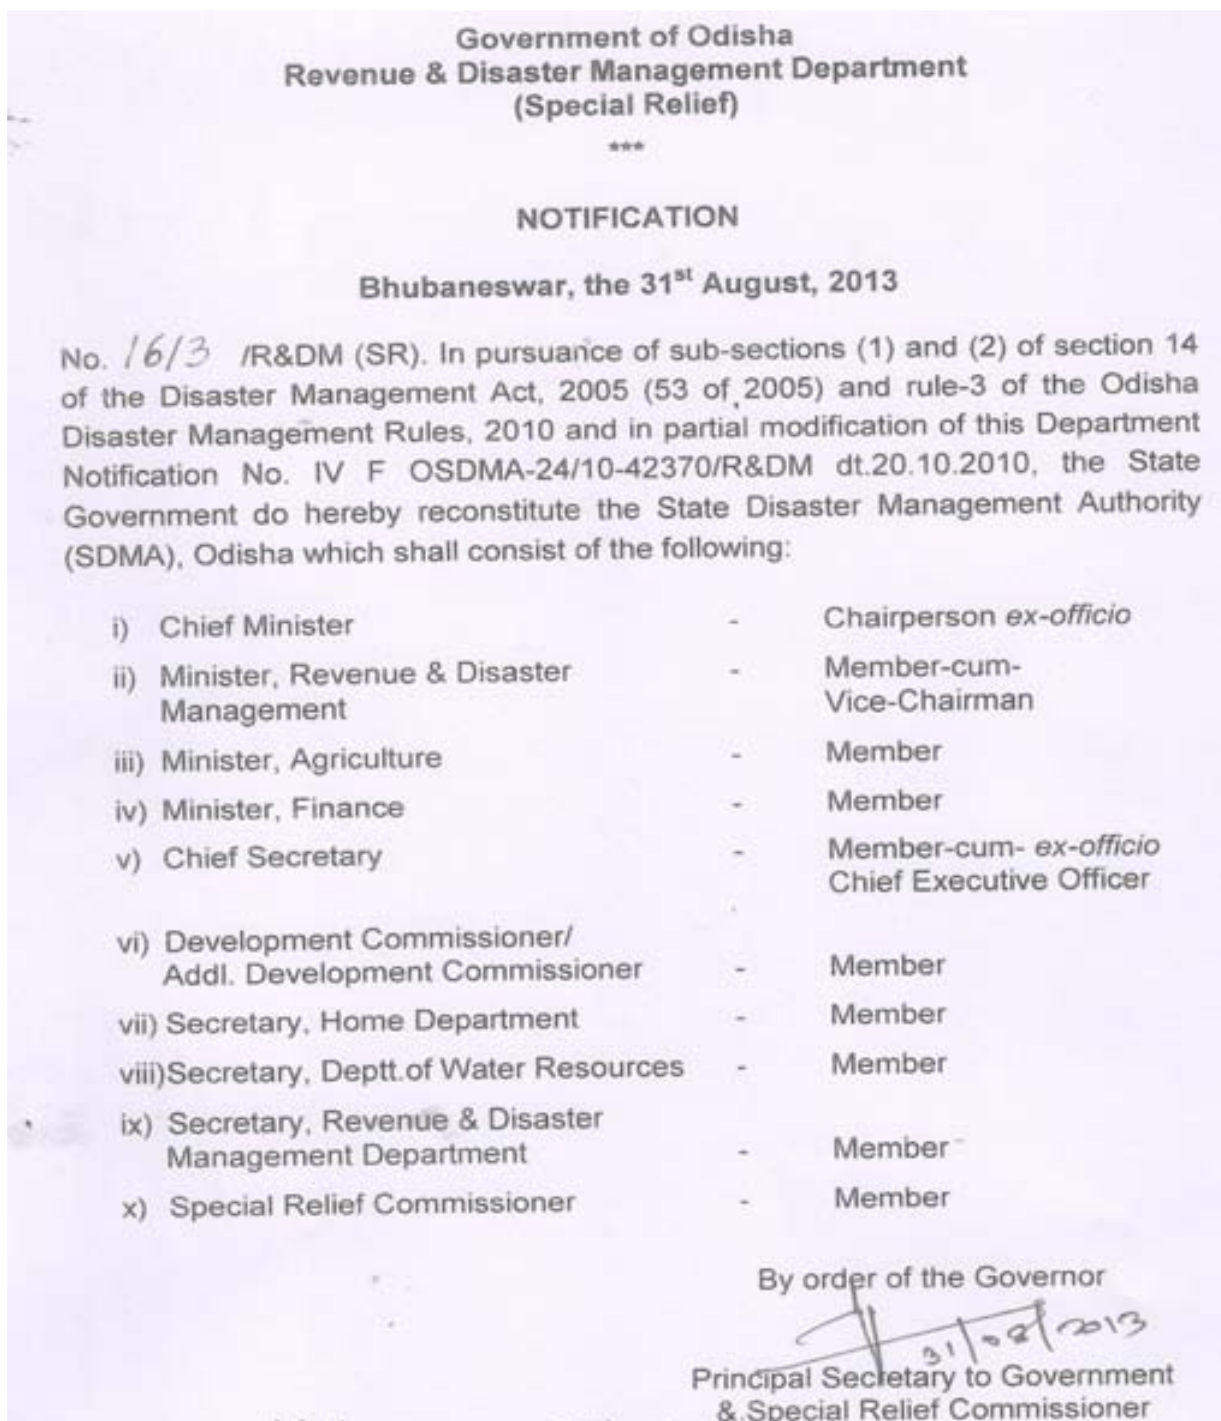 Government of Odisha
Revenue & Disaster Management Department
(Special Relief)
***
NOTIFICATION
Bhubaneswar, the 31st August, 2013
No. 1613 /R&DM (SR). In pursuance of sub-sections (1) and (2) of section 14
of the Disaster Management Act, 2005 (53 of 2005) and rule-3 of the Odisha
Disaster Management Rules, 2010 and in partial modification of this Department
Notification No. IV F OSDMA-24/10-42370/R&DM dt.20.10.2010, the State
Government do hereby reconstitute the State Disaster Management Authority
(SDMA), Odisha which shall consist of the following:
i) Chief Minister - Chairperson ex-officio
ii) Minister, Revenue & Disaster - Member-cum-
Management Vice-Chairman
iii) Minister, Agriculture - Member
iv) Minister, Finance - Member
v) Chief Secretary - Member-cum- ex-officio
Chief Executive Officer
vi) Development Commissioner/
Addl. Development Commissioner - Member
vii) Secretary, Home Department - Member
viii) Secretary, Deptt.of Water Resources - Member
ix) Secretary, Revenue & Disaster
Management Department - Member
x) Special Relief Commissioner - Member
By order of the Governor
31/08/2013
Principal Secretary to Government
& Special Relief Commissioner